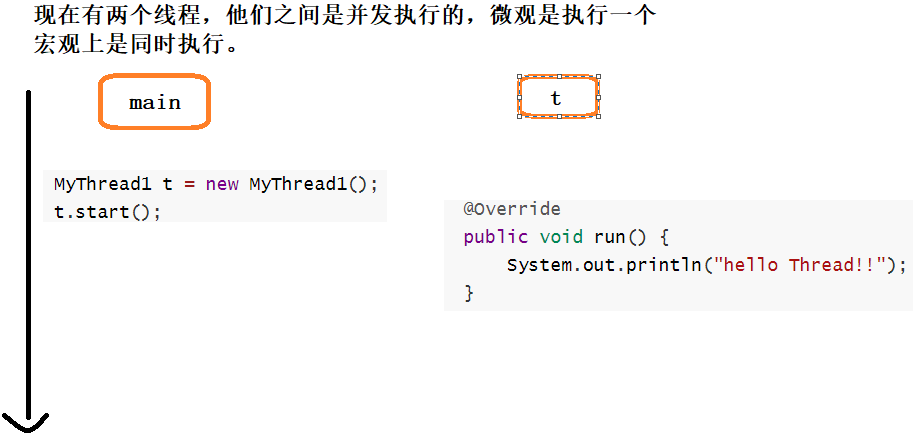 现在有两个线程，他们之间是并发执行的，微观是执行一个
宏观上是同时执行。
main
t
MyThread1 t = new MyThread1();
t.start();
@Override
public void run() {
    System.out.println("hello Thread!!");
}